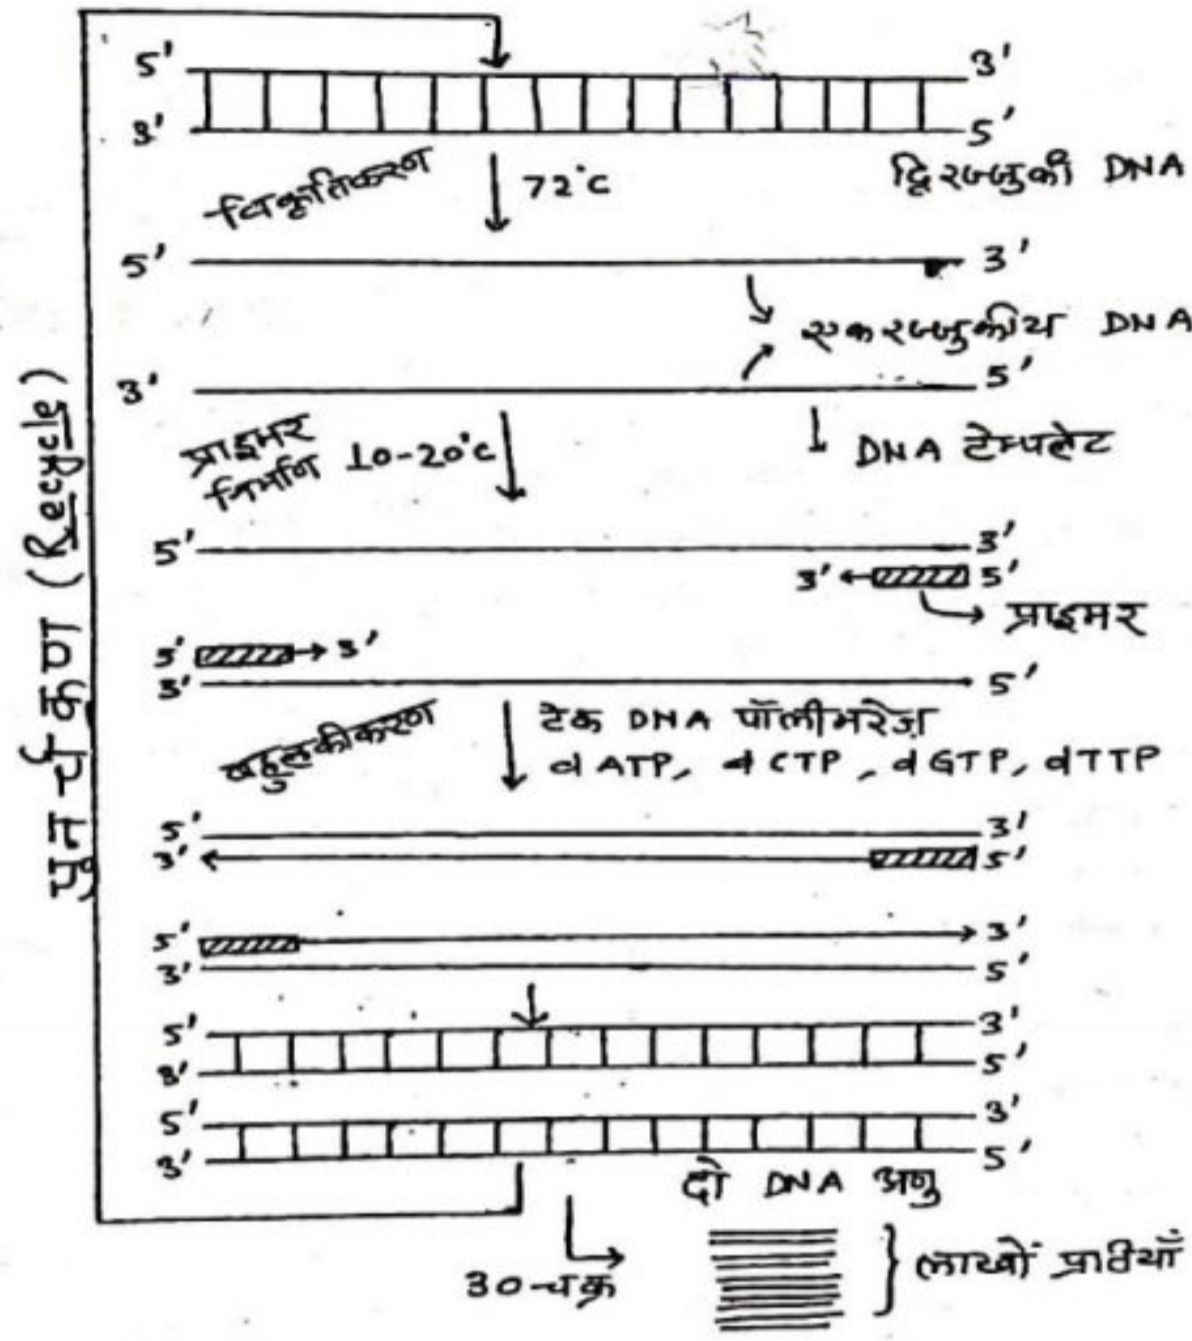 5' 3'
3' 5'
विकृतिकरण 72°C द्विरज्जुकी DNA
5' 3'
एकरज्जुकीय DNA
3' 5'
प्राइमर
निर्माण 10-20°C DNA टेम्पलेट
5' 3'
3' 5'
प्राइमर
5' 3'
3' 5'
बहुलकीकरण टेक DNA पॉलीमरेज़
dATP, dCTP, dGTP, dTTP
5' 3'
3' 5'
5' 3'
3' 5'
5' 3'
3' 5'
5' 3'
3' 5'
दो DNA अणु
30-चक्र लाखों प्रतियाँ
पुनर्चक्रण (Recycle)